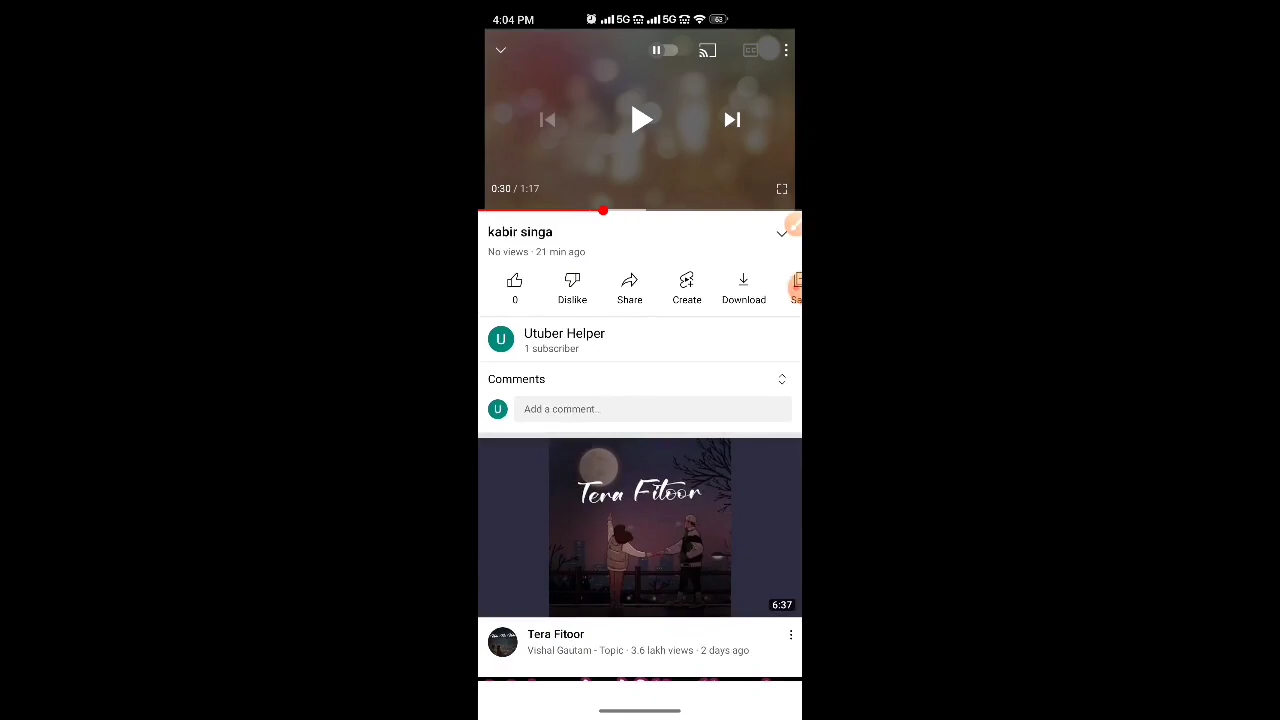 4:04 PM 5G 5G 63
CC
0:30 / 1:17
kabir singa
No views · 21 min ago
0 Dislike Share Create Download
U Utuber Helper
1 subscriber
Comments
U Add a comment...
Tera Fitoor
6:37
Tera Fitoor
Vishal Gautam - Topic · 3.6 lakh views · 2 days ago